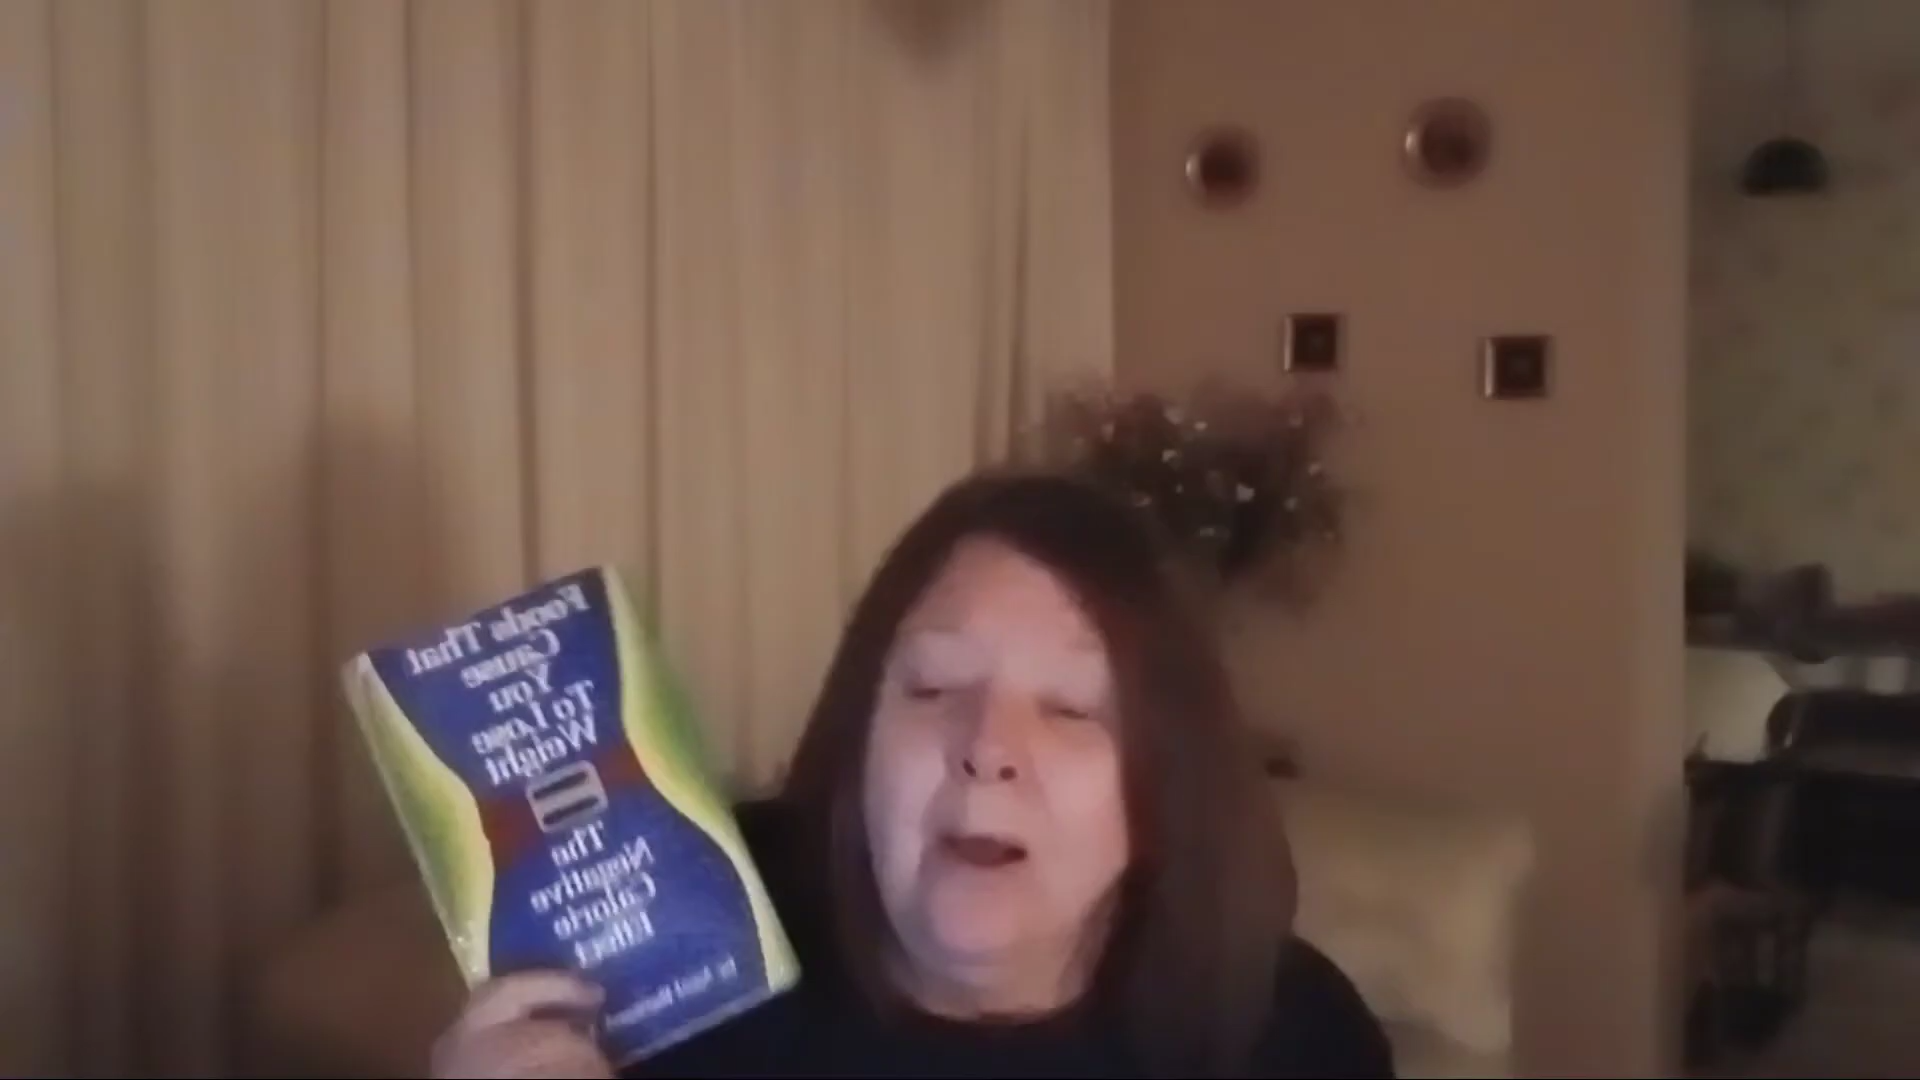 Foods That
Cause
You
To Lose
Weight
The
Negative
Calorie
Effect